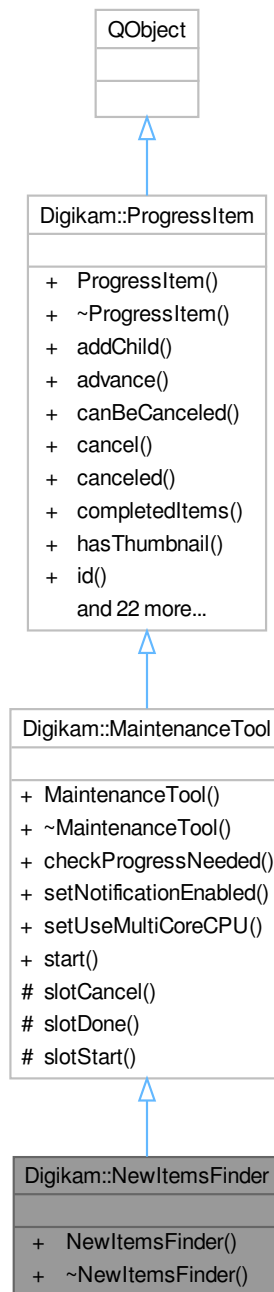 QObject
Digikam::ProgressItem
+ ProgressItem()
+ ~ProgressItem()
+ addChild()
+ advance()
+ canBeCanceled()
+ cancel()
+ canceled()
+ completedItems()
+ hasThumbnail()
+ id()
and 22 more...
Digikam::MaintenanceTool
+ MaintenanceTool()
+ ~MaintenanceTool()
+ checkProgressNeeded()
+ setNotificationEnabled()
+ setUseMultiCoreCPU()
+ start()
# slotCancel()
# slotDone()
# slotStart()
Digikam::NewItemsFinder
+ NewItemsFinder()
+ ~NewItemsFinder()